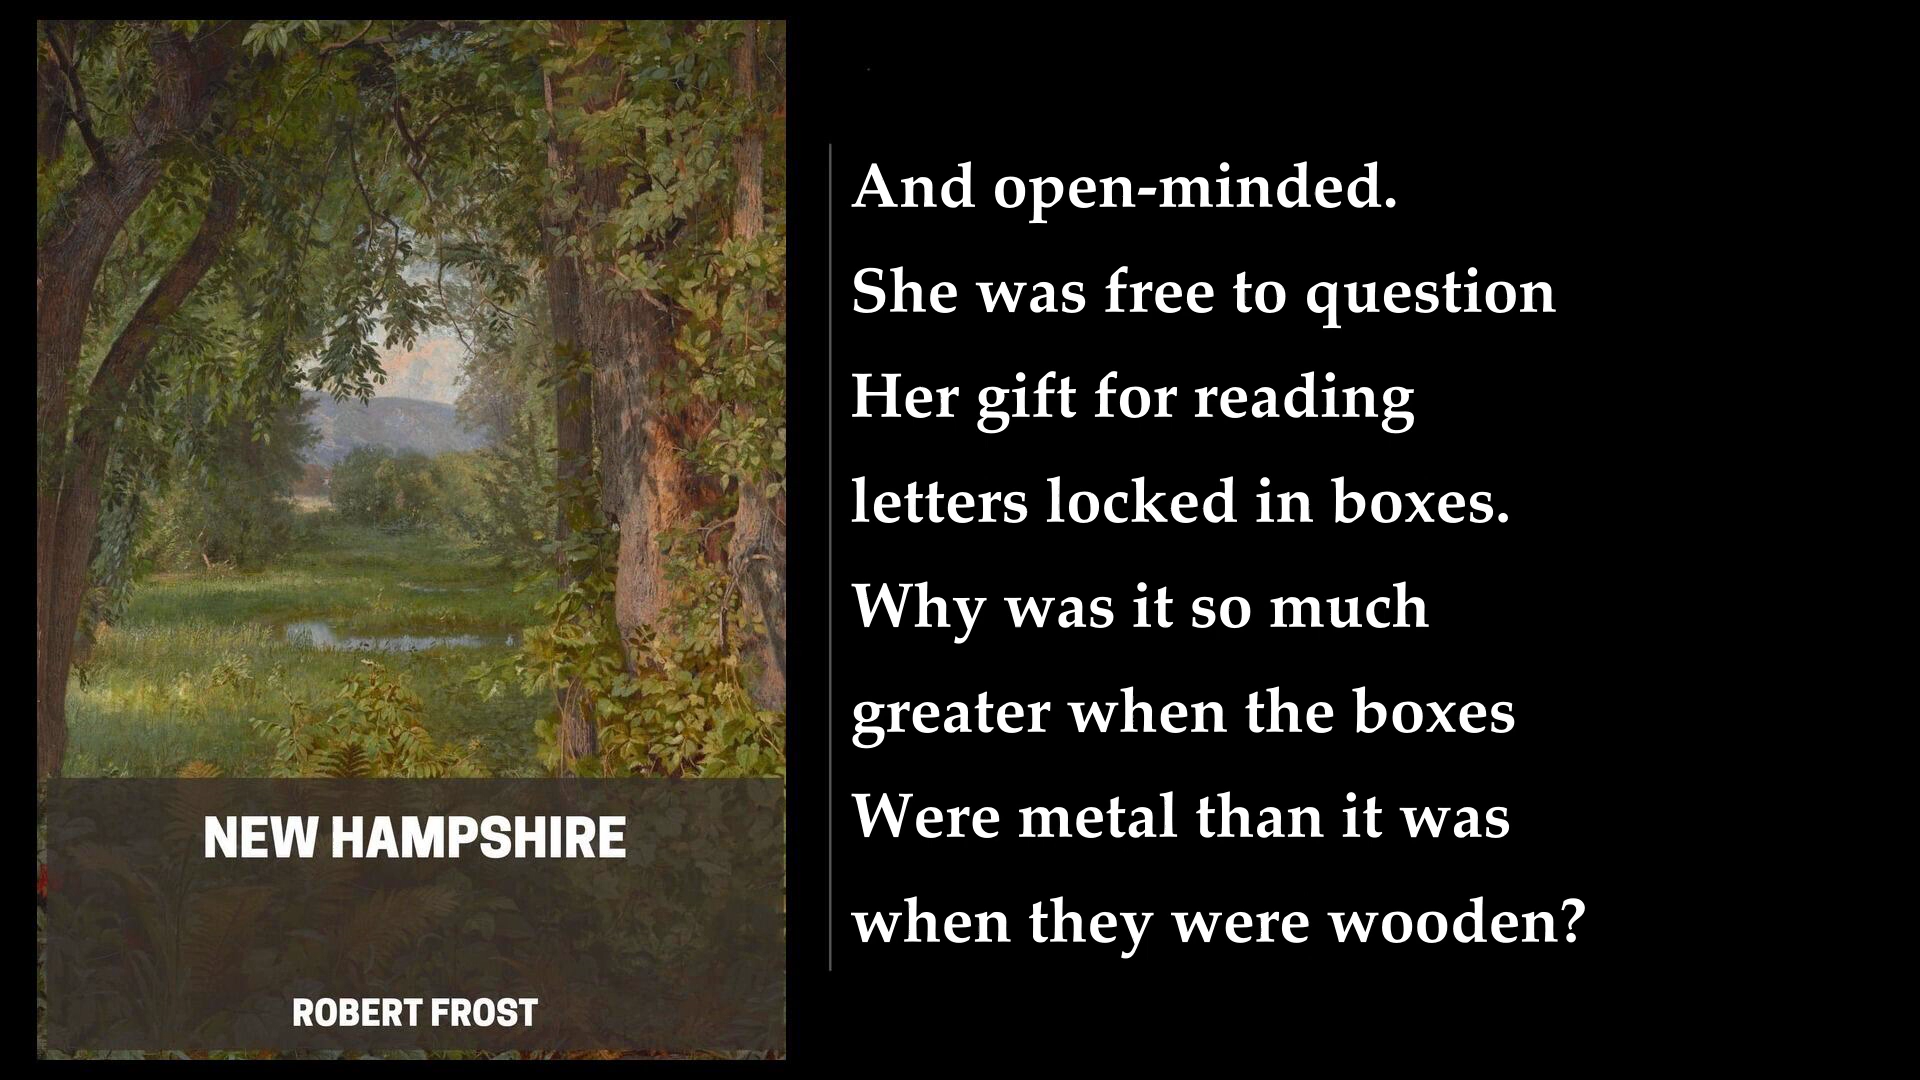 NEW HAMPSHIRE
ROBERT FROST
And open-minded.
She was free to question
Her gift for reading
letters locked in boxes.
Why was it so much
greater when the boxes
Were metal than it was
when they were wooden?